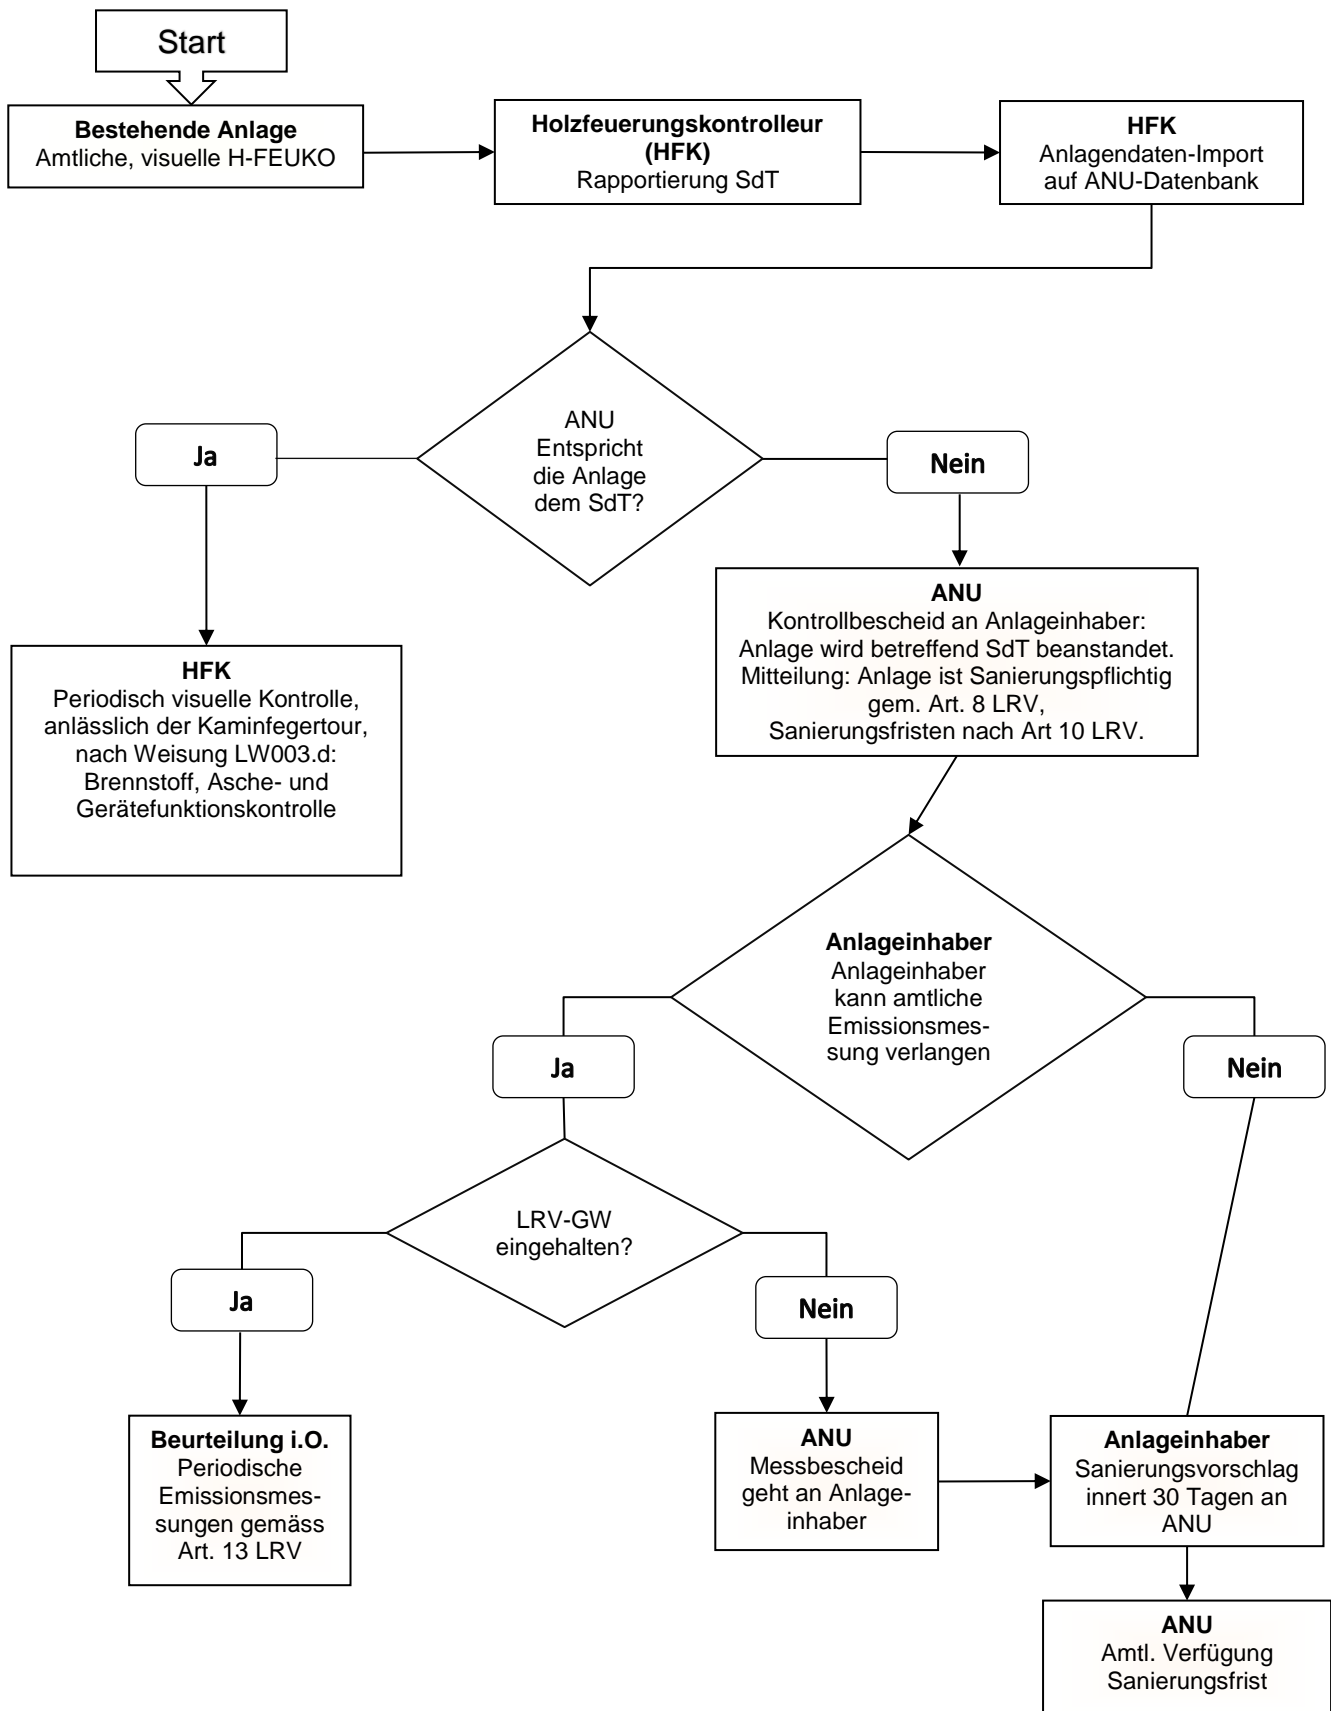 Start
Bestehende Anlage
Amtliche, visuelle H-FEUKO
Holzfeuerungskontrolleur
(HFK)
Rapportierung SdT
HFK
Anlagendaten-Import
auf ANU-Datenbank
ANU
Entspricht
die Anlage
dem SdT?
Ja
Nein
HFK
Periodisch visuelle Kontrolle,
anlässlich der Kaminfegertour,
nach Weisung LW003.d:
Brennstoff, Asche- und
Gerätefunktionskontrolle
ANU
Kontrollbescheid an Anlageinhaber:
Anlage wird betreffend SdT beanstandet.
Mitteilung: Anlage ist Sanierungspflichtig
gem. Art. 8 LRV,
Sanierungsfristen nach Art 10 LRV.
Anlageinhaber
Anlageinhaber
kann amtliche
Emissionsmes-
sung verlangen
Ja
Nein
LRV-GW
eingehalten?
Ja
Nein
Beurteilung i.O.
Periodische
Emissionsmes-
sungen gemäss
Art. 13 LRV
ANU
Messbescheid
geht an Anlage-
inhaber
Anlageinhaber
Sanierungsvorschlag
innert 30 Tagen an
ANU
ANU
Amtl. Verfügung
Sanierungsfrist